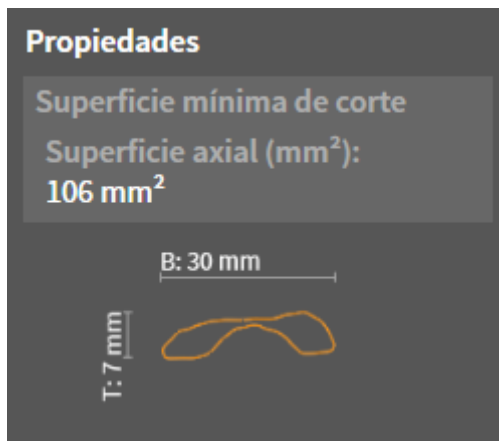 Propiedades
Superficie mínima de corte
Superficie axial (mm²):
106 mm²
B: 30 mm
T: 7 mm